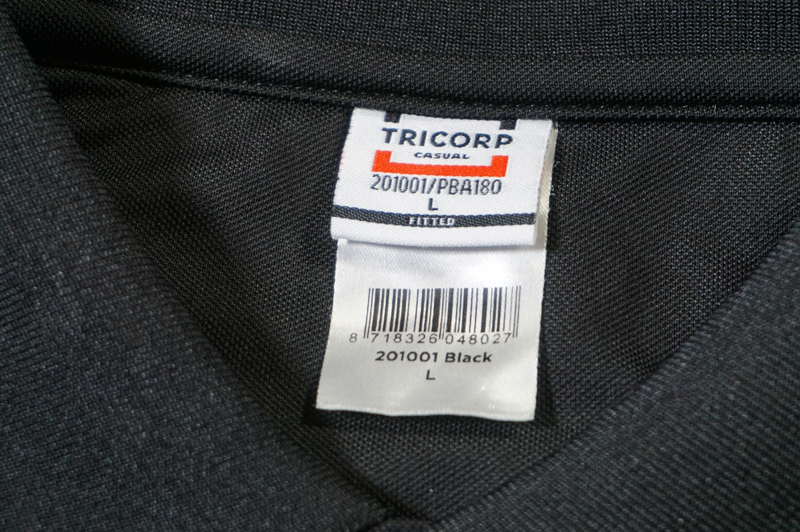 TRICORP
CASUAL
201001/PBA180
L
FITTED
8 718326 048027
201001 Black
L